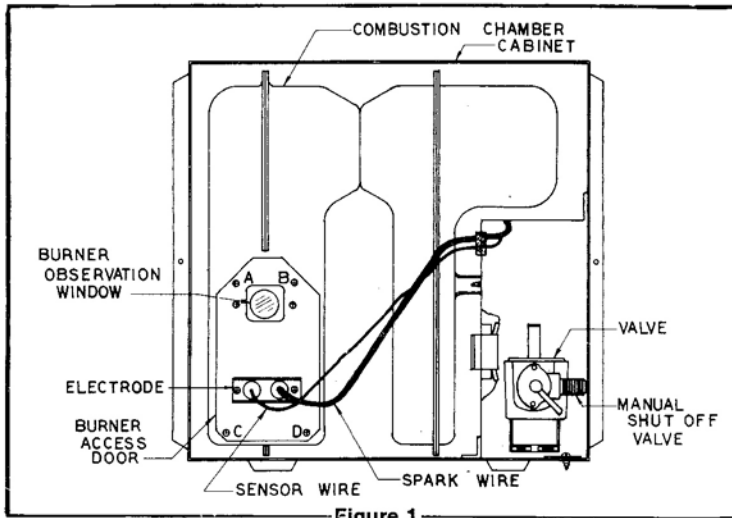 COMBUSTION CHAMBER
CABINET
BURNER
OBSERVATION
WINDOW
A B
VALVE
ELECTRODE
MANUAL
SHUT OFF
VALVE
BURNER
ACCESS
DOOR
C D
SENSOR WIRE
SPARK WIRE
Figure 1